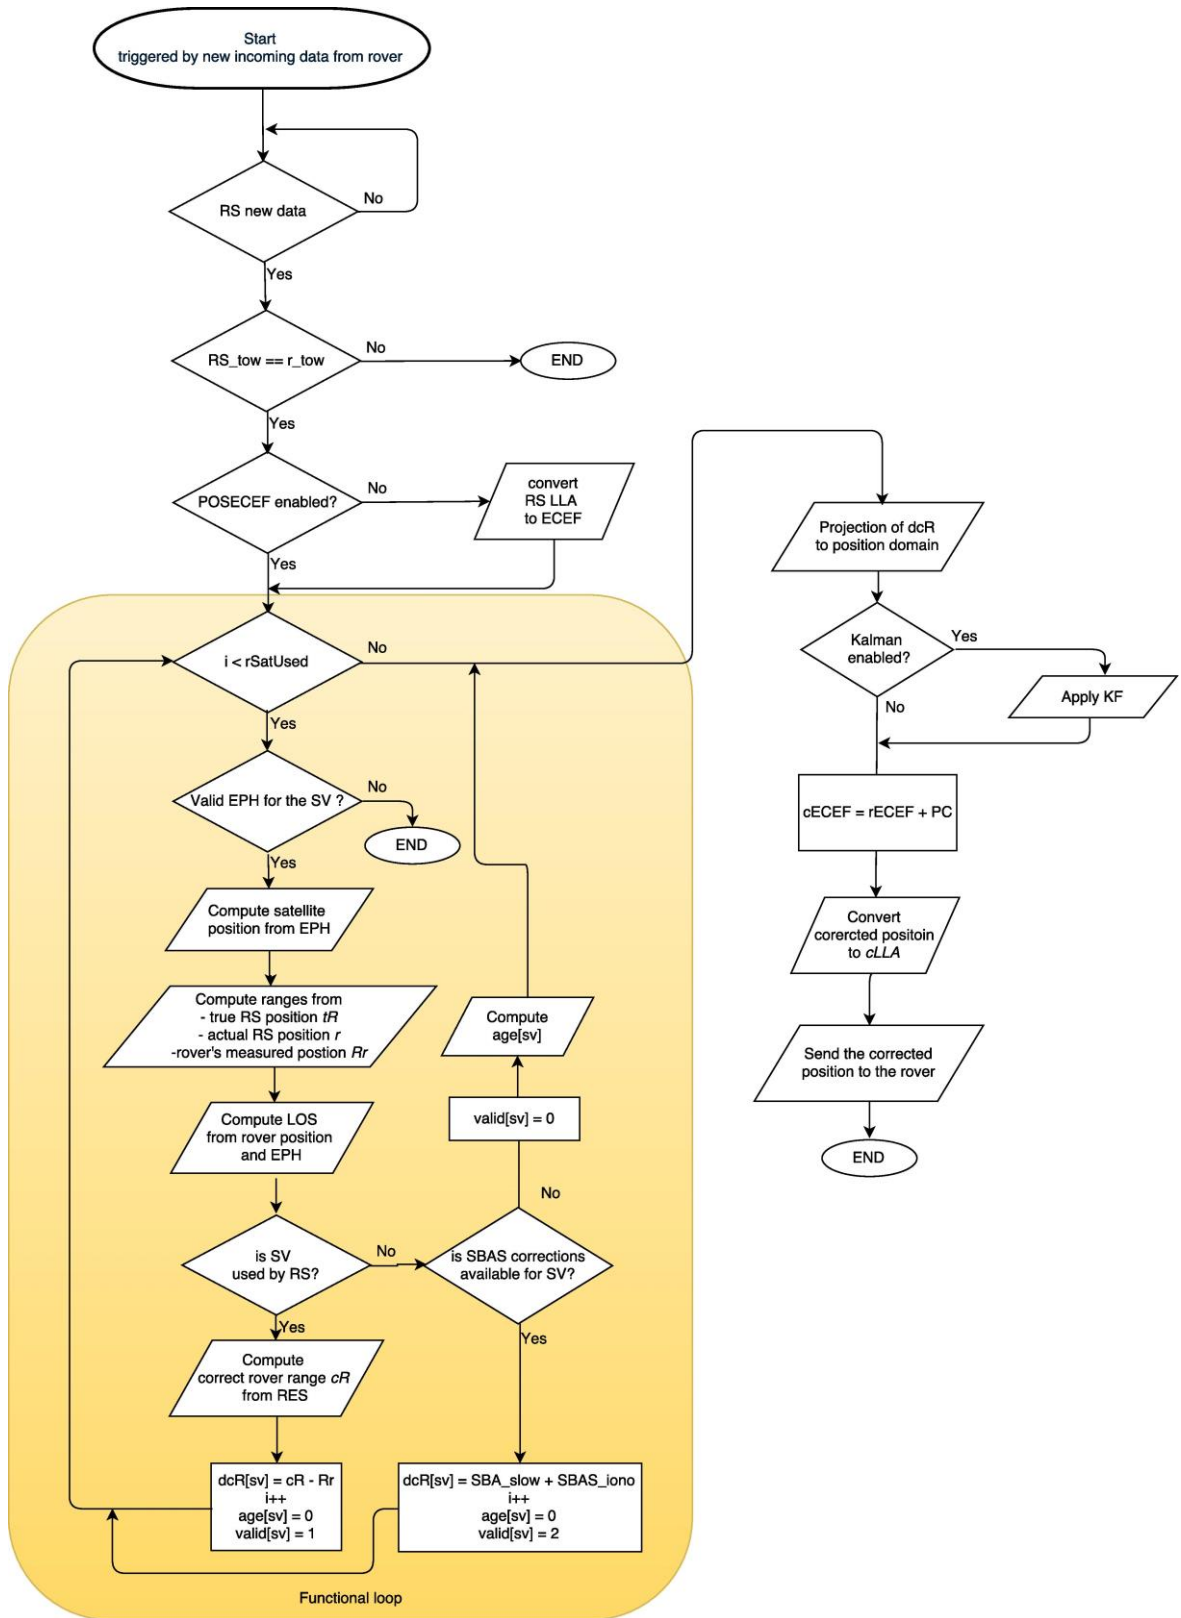 Start
triggered by new incoming data from rover
RS new data
No
Yes
RS_tow == r_tow
No
END
Yes
POSECEF enabled?
No
convert
RS LLA
to ECEF
Yes
i < rSatUsed
No
Yes
Valid EPH for the SV ?
No
END
Yes
Compute satellite
position from EPH
Compute ranges from
- true RS position tR
- actual RS position r
-rover's measured postion Rr
Compute LOS
from rover position
and EPH
is SV
used by RS?
No
Yes
Compute
correct rover range cR
from RES
dcR[sv] = cR - Rr
i++
age[sv] = 0
valid[sv] = 1
is SBAS corrections
available for SV?
No
valid[sv] = 0
Compute
age[sv]
Yes
dcR[sv] = SBA_slow + SBAS_iono
i++
age[sv] = 0
valid[sv] = 2
Functional loop
Projection of dcR
to position domain
Kalman
enabled?
Yes
Apply KF
No
cECEF = rECEF + PC
Convert
corercted positoin
to cLLA
Send the corrected
position to the rover
END